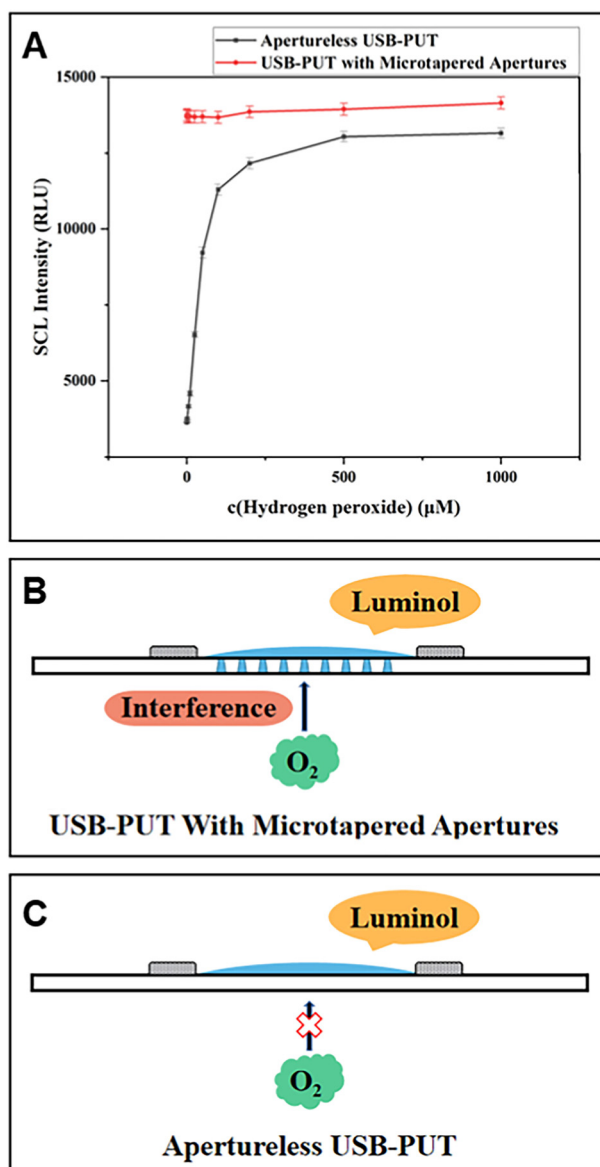 A
Apertureless USB-PUT
USB-PUT with Microtapered Apertures
15000
10000
5000
SCL Intensity (RLU)
0
500
1000
c(Hydrogen peroxide) (μM)
B
Luminol
Interference
O₂
USB-PUT With Microtapered Apertures
C
Luminol
O₂
Apertureless USB-PUT